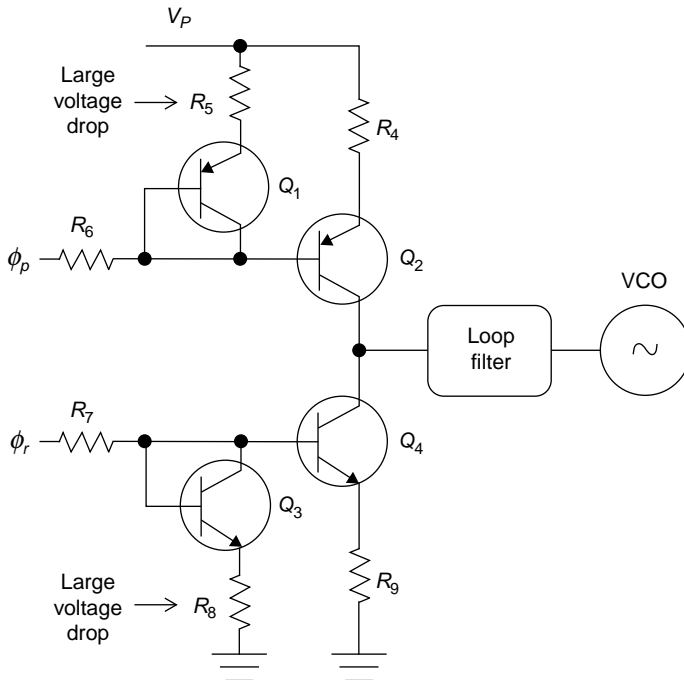 V_P
Large
voltage
drop
R_5
R_4
Q_1
R_6
ϕ_p
Q_2
VCO
Loop
filter
R_7
ϕ_r
Q_4
Q_3
Large
voltage
drop
R_8
R_9